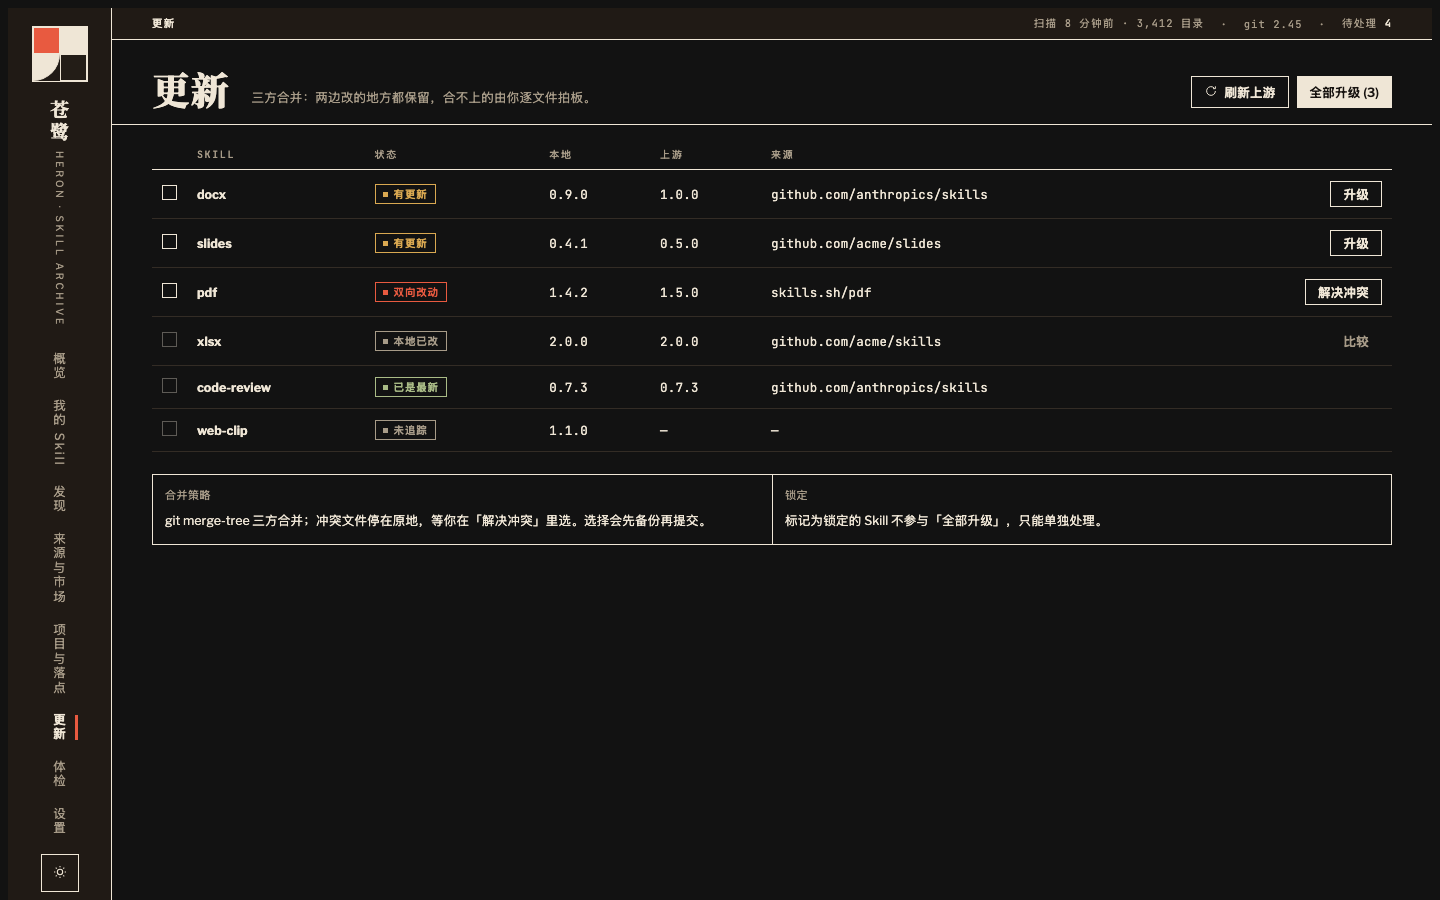 更新
扫描 8 分钟前 · 3,412 目录 · git 2.45 · 待处理 4
苍鹭
HERON · SKILL ARCHIVE
概览
我的 Skill
发现
来源与市场
项目与落点
更新
体检
设置
更新
三方合并：两边改的地方都保留，合不上的由你逐文件拍板。
刷新上游
全部升级 (3)
SKILL 状态 本地 上游 来源
docx 有更新 0.9.0 1.0.0 github.com/anthropics/skills 升级
slides 有更新 0.4.1 0.5.0 github.com/acme/slides 升级
pdf 双向改动 1.4.2 1.5.0 skills.sh/pdf 解决冲突
xlsx 本地已改 2.0.0 2.0.0 github.com/acme/skills 比较
code-review 已是最新 0.7.3 0.7.3 github.com/anthropics/skills
web-clip 未追踪 1.1.0 — —
合并策略
git merge-tree 三方合并；冲突文件停在原地，等你在「解决冲突」里选。选择会先备份再提交。
锁定
标记为锁定的 Skill 不参与「全部升级」，只能单独处理。